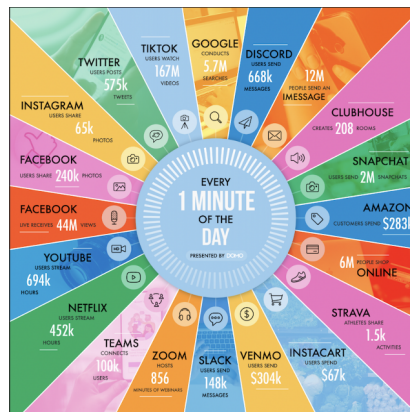 EVERY
1 MINUTE
OF THE
DAY
PRESENTED BY DOMO
GOOGLE
CONDUCTS
5.7M
SEARCHES
DISCORD
USERS SEND
668k
MESSAGES
12M
PEOPLE SEND AN
IMESSAGE
CLUBHOUSE
CREATES 208 ROOMS
SNAPCHAT
USERS SEND 2M SNAPCHATS
AMAZON
CUSTOMERS SPEND $283k
6M PEOPLE SHOP
ONLINE
STRAVA
ATHLETES SHARE
1.5k
ACTIVITIES
INSTACART
USERS SPEND
$67k
VENMO
USERS SEND
$304k
SLACK
USERS SEND
148k
MESSAGES
ZOOM
HOSTS
856
MINUTES OF WEBINARS
TEAMS
CONNECTS
100k
USERS
NETFLIX
USERS STREAM
452k
HOURS
YOUTUBE
USERS STREAM
694k
HOURS
FACEBOOK
LIVE RECEIVES 44M VIEWS
FACEBOOK
USERS SHARE 240k PHOTOS
INSTAGRAM
USERS SHARE
65k
PHOTOS
TWITTER
USERS POSTS
575k
TWEETS
TIKTOK
USERS WATCH
167M
VIDEOS